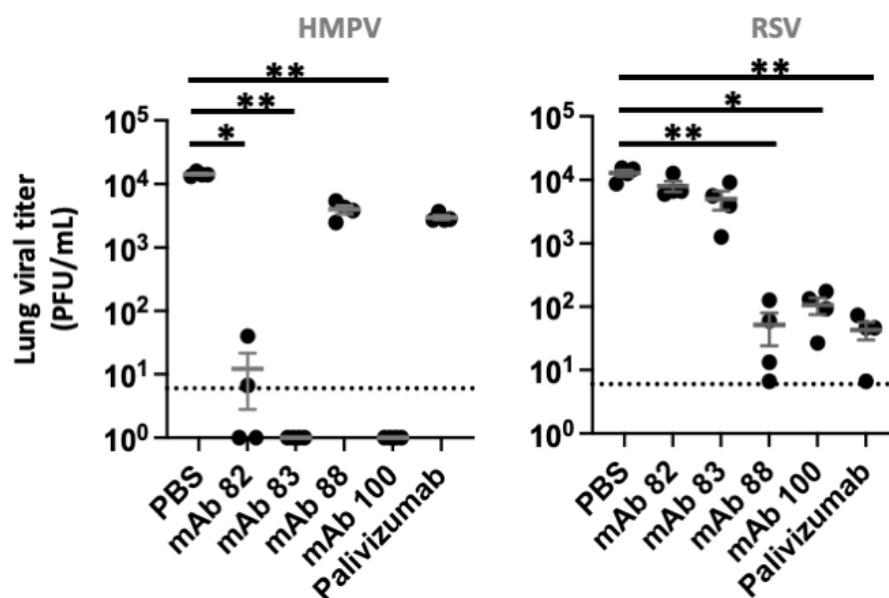 HMPV
**
**
*
Lung viral titer
(PFU/mL)
10⁵
10⁴
10³
10²
10¹
10⁰
PBS
mAb 82
mAb 83
mAb 88
mAb 100
Palivizumab
RSV
**
*
**
10⁵
10⁴
10³
10²
10¹
10⁰
PBS
mAb 82
mAb 83
mAb 88
mAb 100
Palivizumab